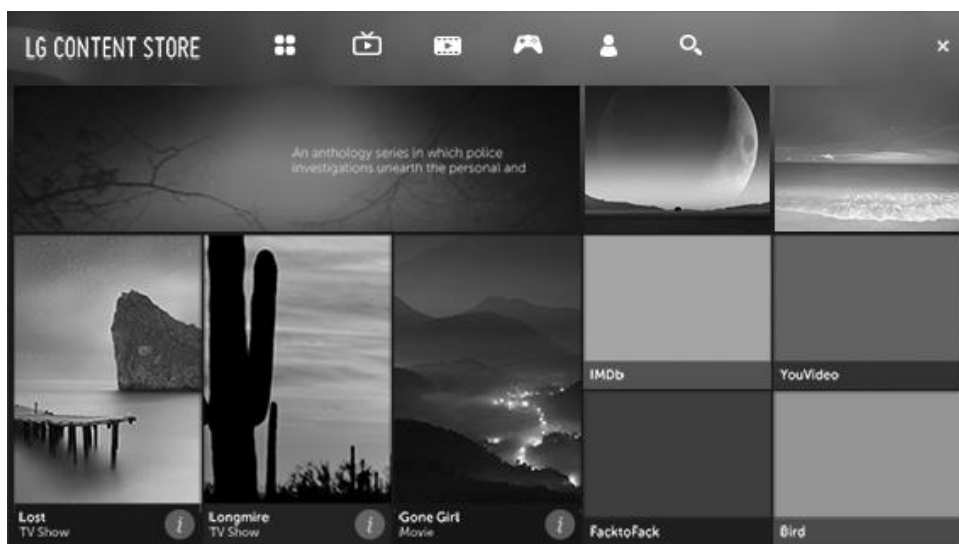 LG CONTENT STORE
An anthology series in which police
investigations unearth the personal and
IMDb
YouVideo
Lost
TV Show
i
Longmire
TV Show
i
Gone Girl
Movie
i
FacktoFack
Bird